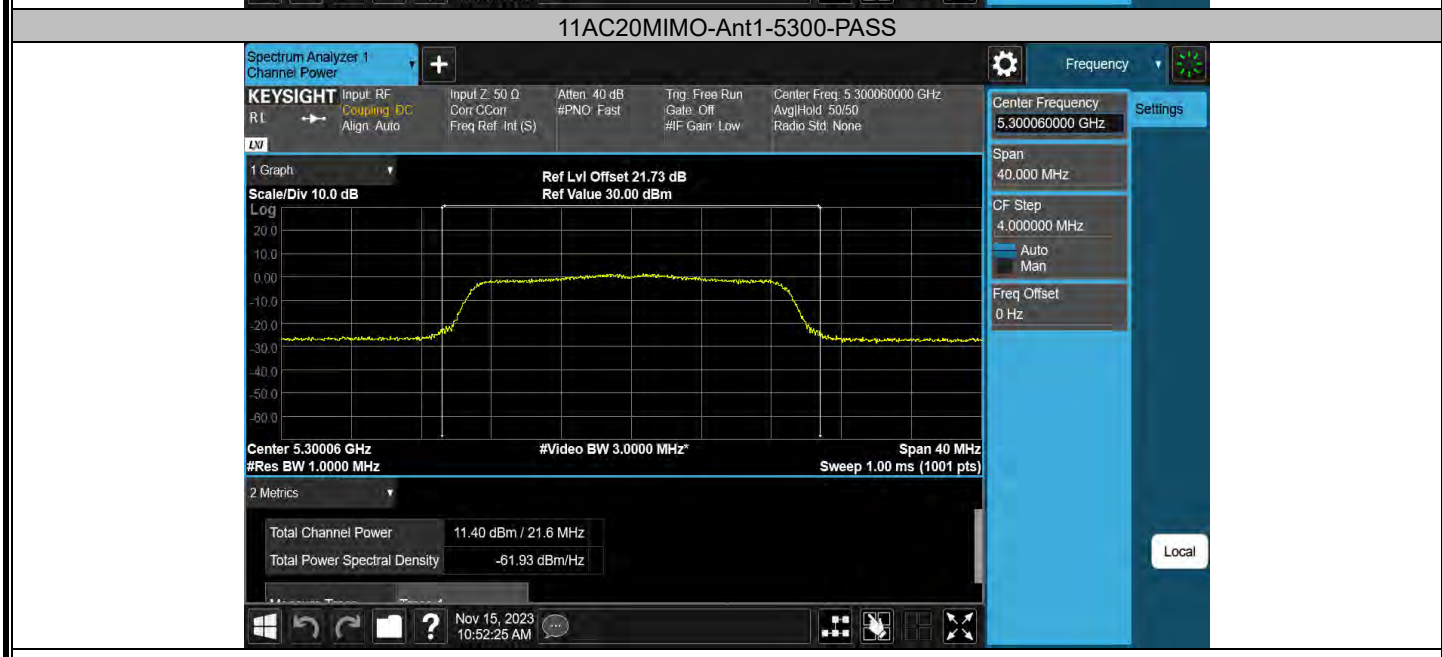 11AC20MIMO-Ant1-5300-PASS
Spectrum Analyzer 1
Channel Power
+
Frequency
KEYSIGHT
RL
LXI
Input: RF
Coupling: DC
Align: Auto
Input Z: 50 Ω
Corr CCorr
Freq Ref: Int (S)
Atten: 40 dB
#PNO: Fast
Trig: Free Run
Gate: Off
#IF Gain: Low
Center Freq: 5.300060000 GHz
Avg|Hold: 50/50
Radio Std: None
Center Frequency
5.300060000 GHz
Settings
Span
40.000 MHz
CF Step
4.000000 MHz
Auto
Man
Freq Offset
0 Hz
1 Graph
Scale/Div 10.0 dB
Ref Lvl Offset 21.73 dB
Ref Value 30.00 dBm
Log
20.0
10.0
0.00
-10.0
-20.0
-30.0
-40.0
-50.0
-60.0
Center 5.30006 GHz
#Video BW 3.0000 MHz*
Span 40 MHz
#Res BW 1.0000 MHz
Sweep 1.00 ms (1001 pts)
2 Metrics
Total Channel Power 11.40 dBm / 21.6 MHz
Total Power Spectral Density -61.93 dBm/Hz
Local
?
Nov 15, 2023
10:52:25 AM